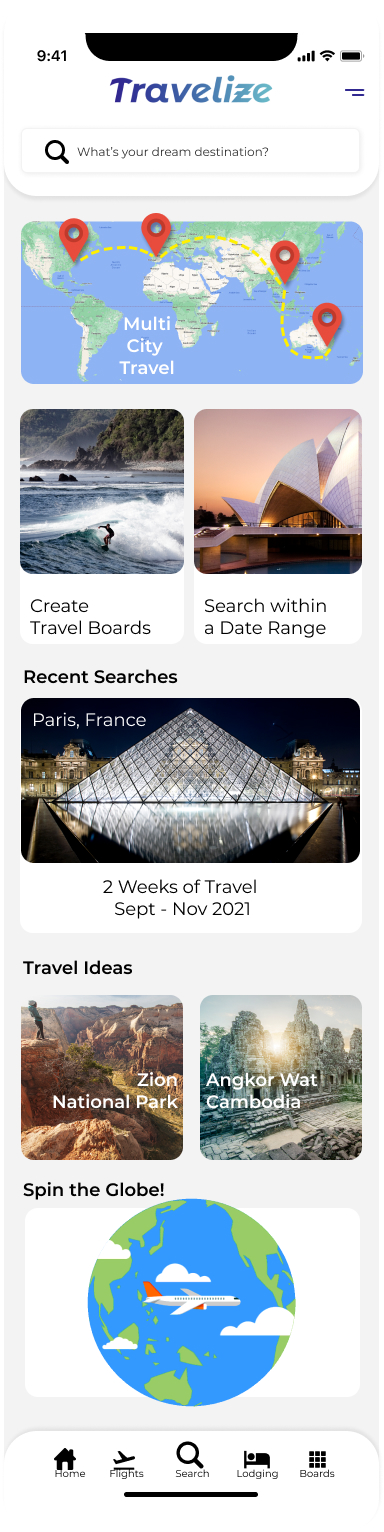 9:41
Travelize
What's your dream destination?
Multi
City
Travel
Create
Travel Boards
Search within
a Date Range
Recent Searches
Paris, France
2 Weeks of Travel
Sept - Nov 2021
Travel Ideas
Zion
National Park
Angkor Wat
Cambodia
Spin the Globe!
Home Flights Search Lodging Boards